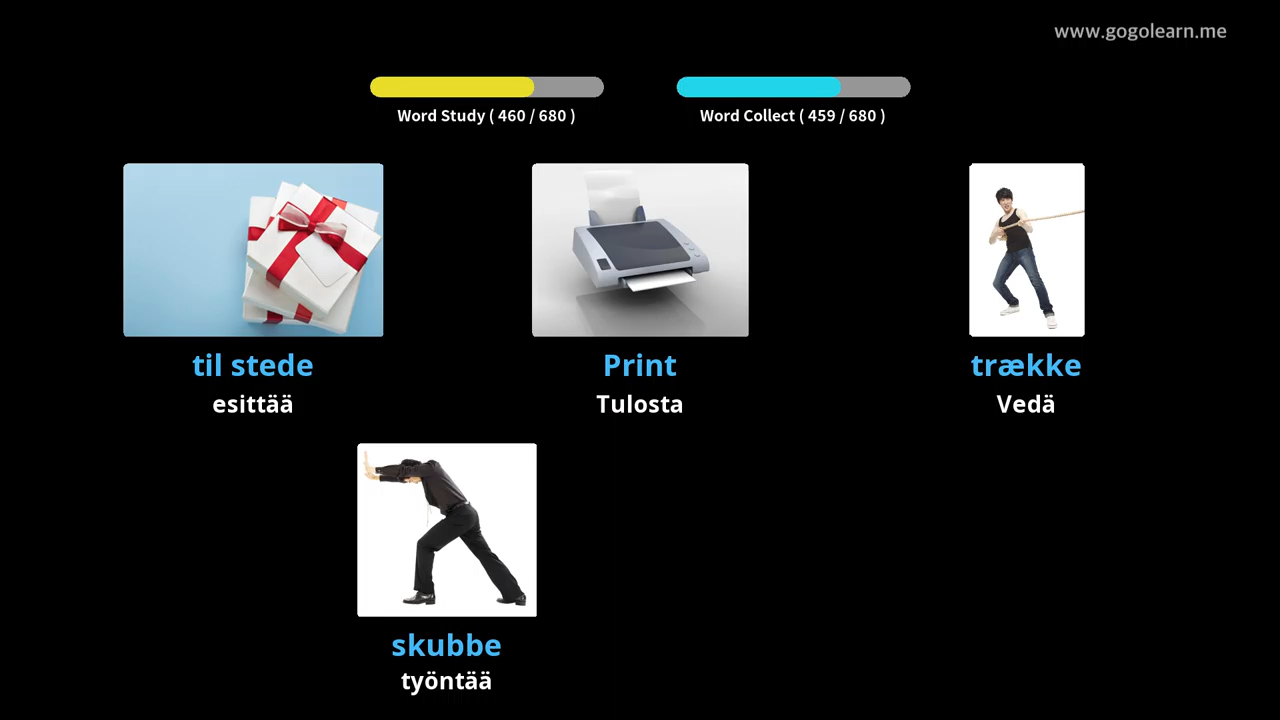 www.gogolearn.me
Word Study ( 460 / 680 )
Word Collect ( 459 / 680 )
til stede
esittää
Print
Tulosta
trække
Vedä
skubbe
työntää